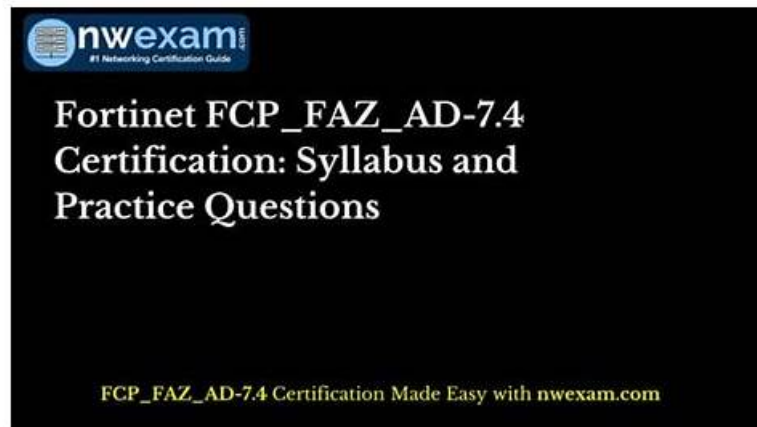 nwexam.com
#1 Networking Certification Guide
Fortinet FCP_FAZ_AD-7.4
Certification: Syllabus and
Practice Questions
FCP_FAZ_AD-7.4 Certification Made Easy with nwexam.com